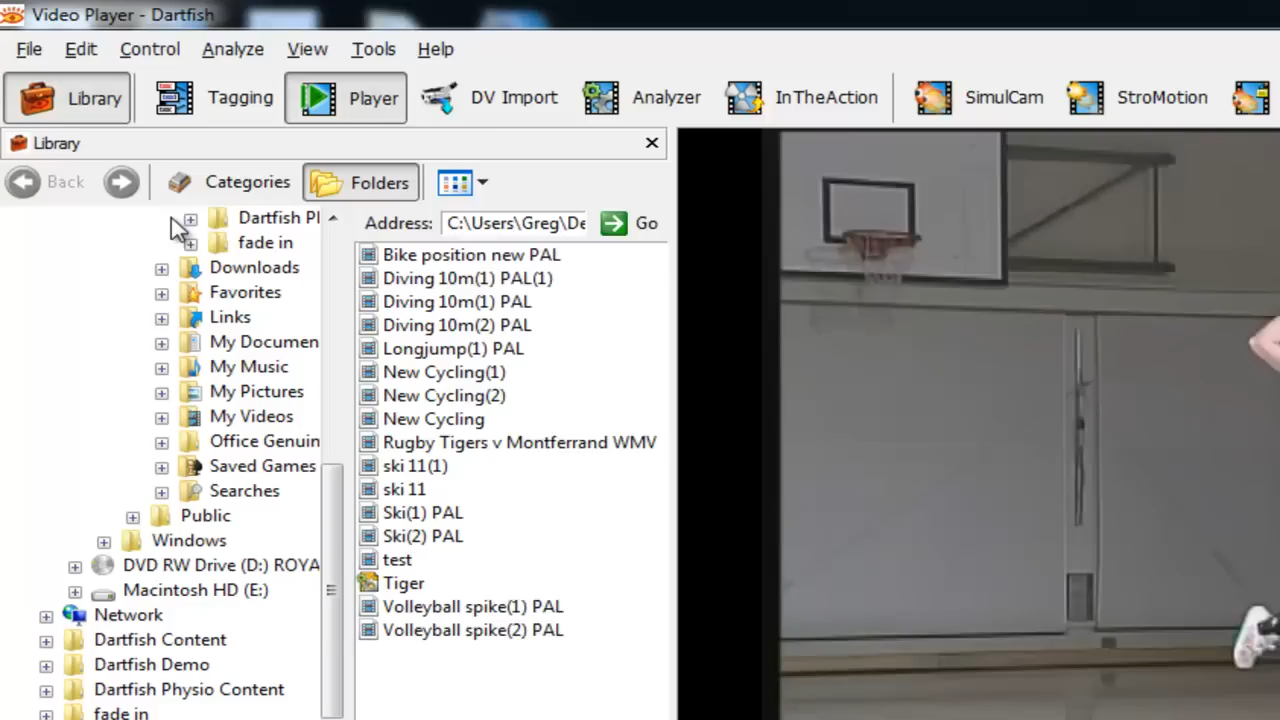 Video Player - Dartfish
File Edit Control Analyze View Tools Help
Library Tagging Player DV Import Analyzer InTheAction SimulCam StroMotion
Library
Back Categories Folders
Address: C:\Users\Greg\De Go
Dartfish Pl
fade in
Downloads
Favorites
Links
My Documen
My Music
My Pictures
My Videos
Office Genuin
Saved Games
Searches
Public
Windows
DVD RW Drive (D:) ROYA
Macintosh HD (E:)
Network
Dartfish Content
Dartfish Demo
Dartfish Physio Content
fade in
Bike position new PAL
Diving 10m(1) PAL(1)
Diving 10m(1) PAL
Diving 10m(2) PAL
Longjump(1) PAL
New Cycling(1)
New Cycling(2)
New Cycling
Rugby Tigers v Montferrand WMV
ski 11(1)
ski 11
Ski(1) PAL
Ski(2) PAL
test
Tiger
Volleyball spike(1) PAL
Volleyball spike(2) PAL